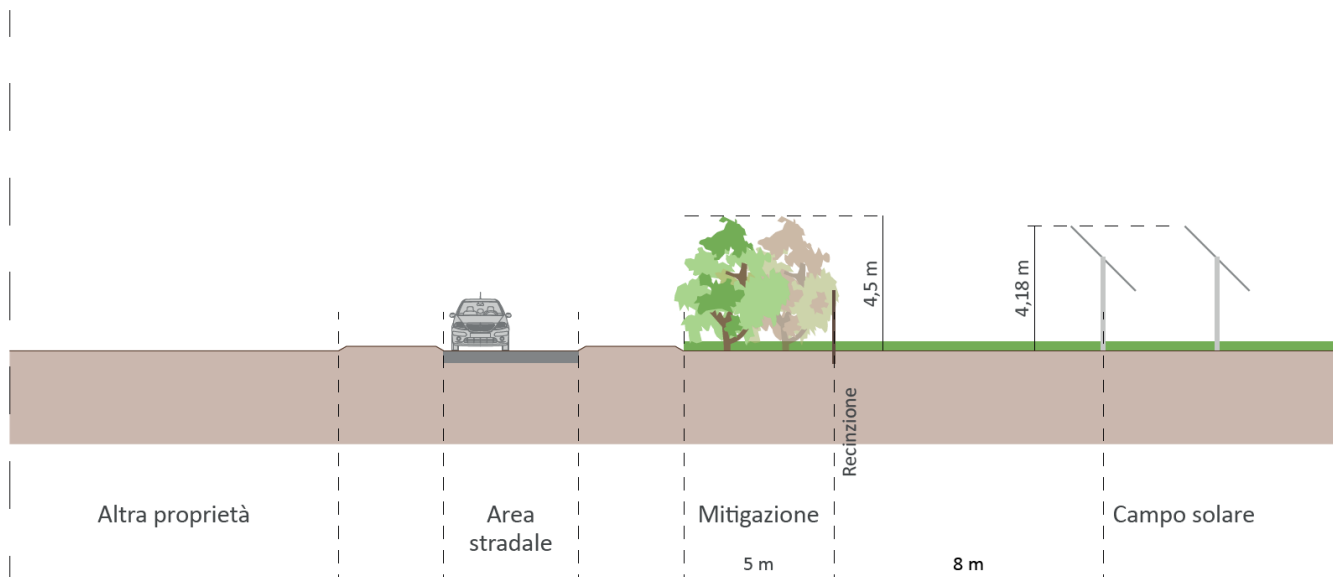 4,5 m
4,18 m
Recinzione
Altra proprietà
Area
stradale
Mitigazione
Campo solare
5 m
8 m